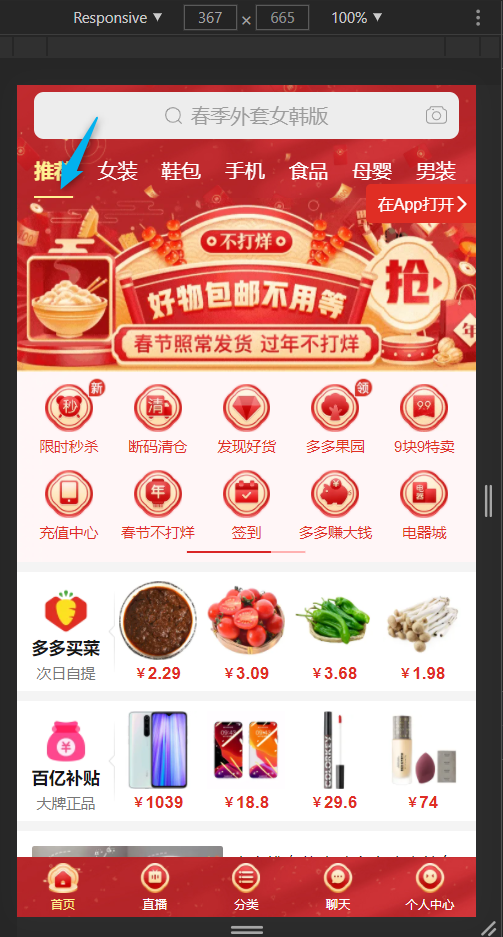 Responsive ▼ 367 × 665 100% ▼
春季外套女韩版
推荐 女装 鞋包 手机 食品 母婴 男装
在App打开
不打烊
好物包邮不用等
抢
春节照常发货 过年不打烊
年
秒 新 清 领 9.9
限时秒杀 断码清仓 发现好货 多多果园 9块9特卖
年 电器
充值中心 春节不打烊 签到 多多赚大钱 电器城
多多买菜
次日自提
¥2.29 ¥3.09 ¥3.68 ¥1.98
COLORKEY
百亿补贴
大牌正品
¥1039 ¥18.8 ¥29.6 ¥74
首页 直播 分类 聊天 个人中心